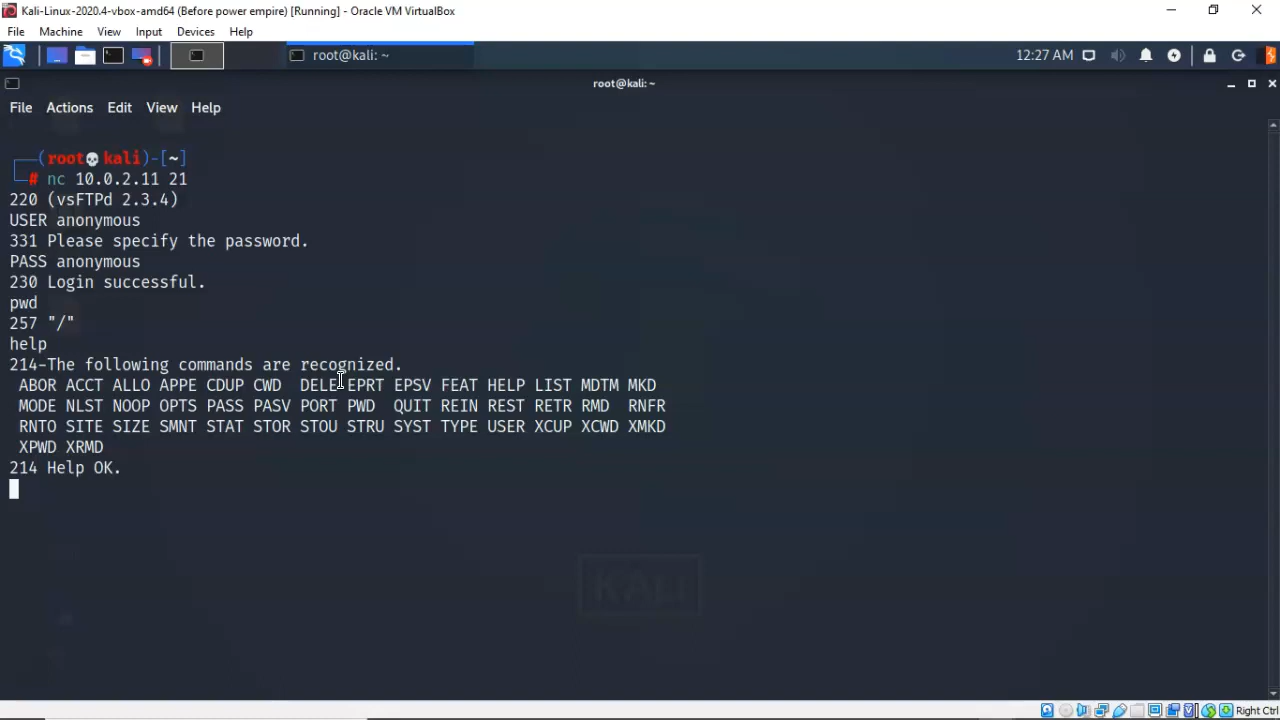 Kali-Linux-2020.4-vbox-amd64 (Before power empire) [Running] - Oracle VM VirtualBox
File Machine View Input Devices Help
root@kali: ~ 12:27 AM
root@kali:~
File Actions Edit View Help
┌──(root💀kali)-[~]
└─# nc 10.0.2.11 21
220 (vsFTPd 2.3.4)
USER anonymous
331 Please specify the password.
PASS anonymous
230 Login successful.
pwd
257 "/"
help
214-The following commands are recognized.
ABOR ACCT ALLO APPE CDUP CWD DELE EPRT EPSV FEAT HELP LIST MDTM MKD
MODE NLST NOOP OPTS PASS PASV PORT PWD QUIT REIN REST RETR RMD RNFR
RNTO SITE SIZE SMNT STAT STOR STOU STRU SYST TYPE USER XCUP XCWD XMKD
XPWD XRMD
214 Help OK.
KALI
Right Ctrl